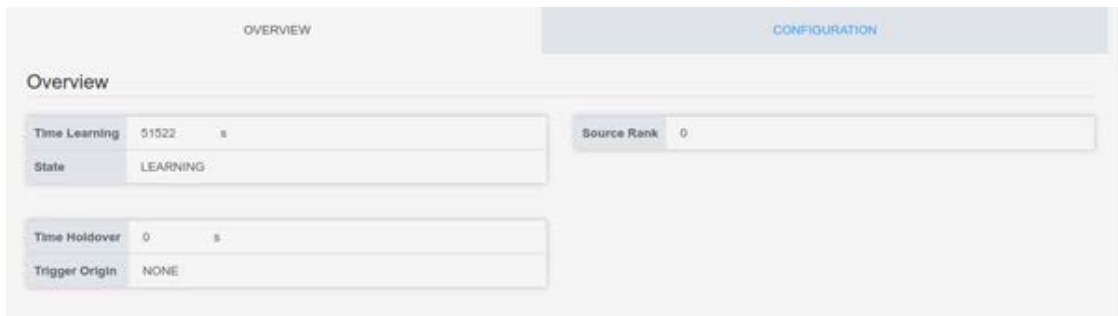 OVERVIEW CONFIGURATION
Overview
Time Learning 51522 s Source Rank 0
State LEARNING
Time Holdover 0 s
Trigger Origin NONE